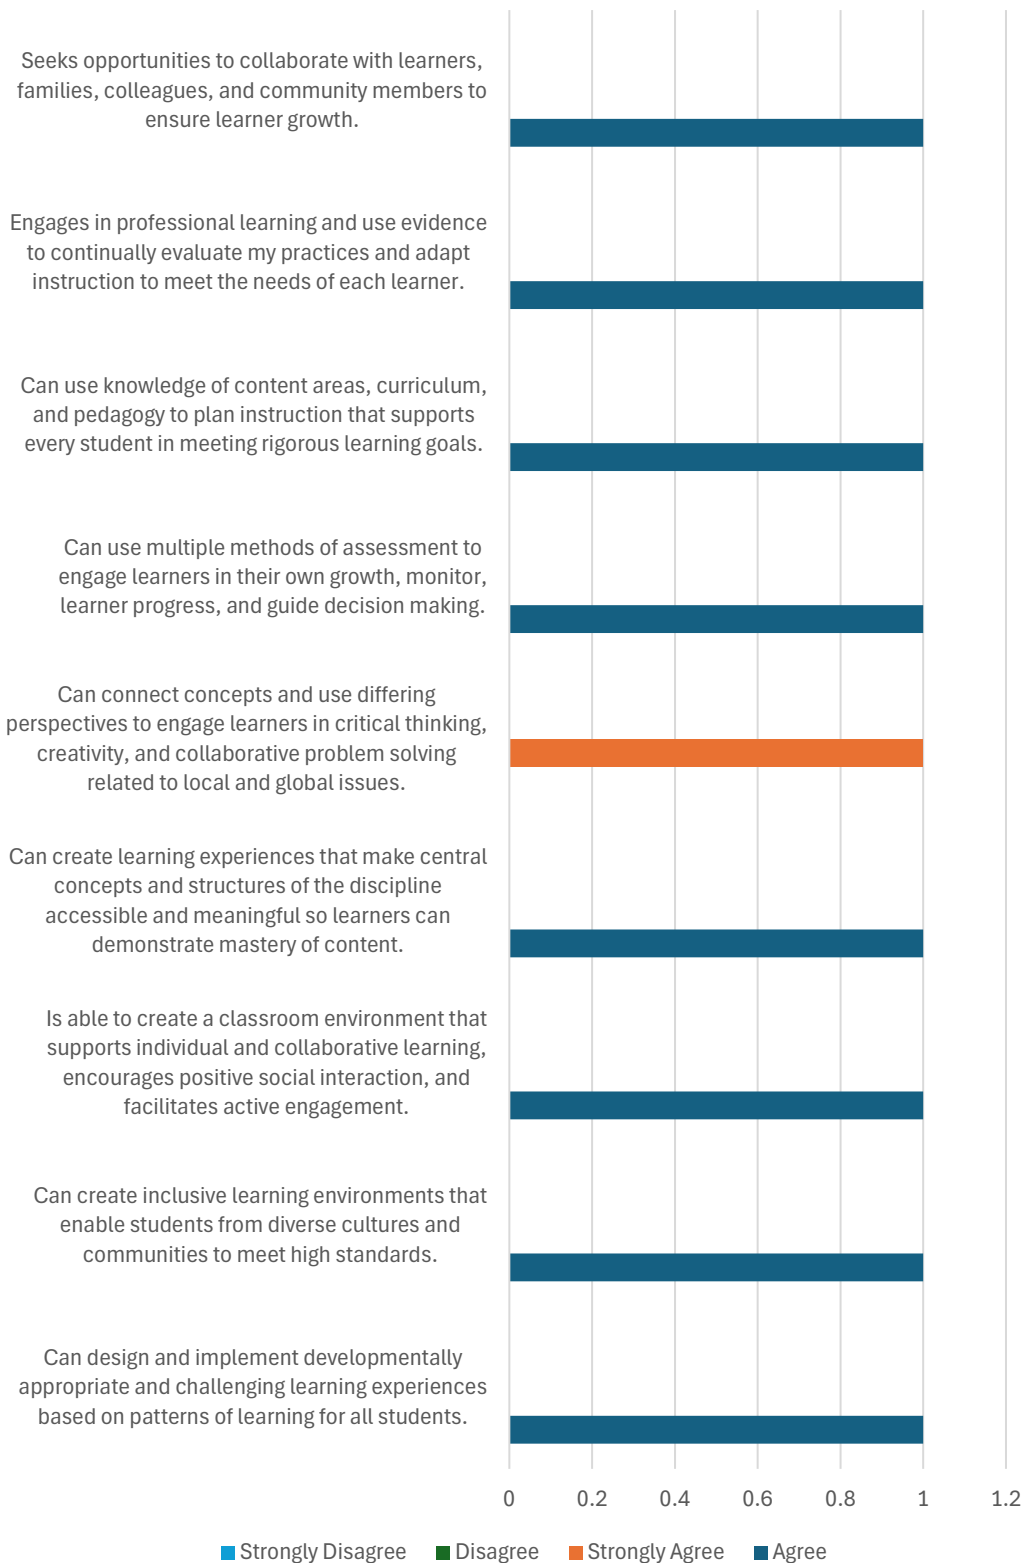 Seeks opportunities to collaborate with learners,
families, colleagues, and community members to
ensure learner growth.
Engages in professional learning and use evidence
to continually evaluate my practices and adapt
instruction to meet the needs of each learner.
Can use knowledge of content areas, curriculum,
and pedagogy to plan instruction that supports
every student in meeting rigorous learning goals.
Can use multiple methods of assessment to
engage learners in their own growth, monitor,
learner progress, and guide decision making.
Can connect concepts and use differing
perspectives to engage learners in critical thinking,
creativity, and collaborative problem solving
related to local and global issues.
Can create learning experiences that make central
concepts and structures of the discipline
accessible and meaningful so learners can
demonstrate mastery of content.
Is able to create a classroom environment that
supports individual and collaborative learning,
encourages positive social interaction, and
facilitates active engagement.
Can create inclusive learning environments that
enable students from diverse cultures and
communities to meet high standards.
Can design and implement developmentally
appropriate and challenging learning experiences
based on patterns of learning for all students.
0 0.2 0.4 0.6 0.8 1 1.2
Strongly Disagree Disagree Strongly Agree Agree